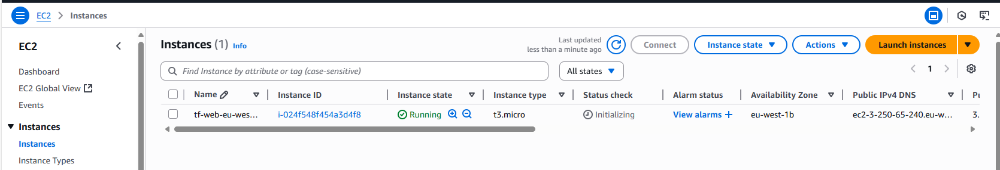 EC2 > Instances
EC2
Dashboard
EC2 Global View
Events
Instances
Instances
Instance Types
Instances (1) Info
Last updated
less than a minute ago
Connect
Instance state
Actions
Launch instances
Find Instance by attribute or tag (case-sensitive)
All states
1
Name Instance ID Instance state Instance type Status check Alarm status Availability Zone Public IPv4 DNS
tf-web-eu-wes... i-024f548f454a3d4f8 Running t3.micro Initializing View alarms + eu-west-1b ec2-3-250-65-240.eu-w... 3.